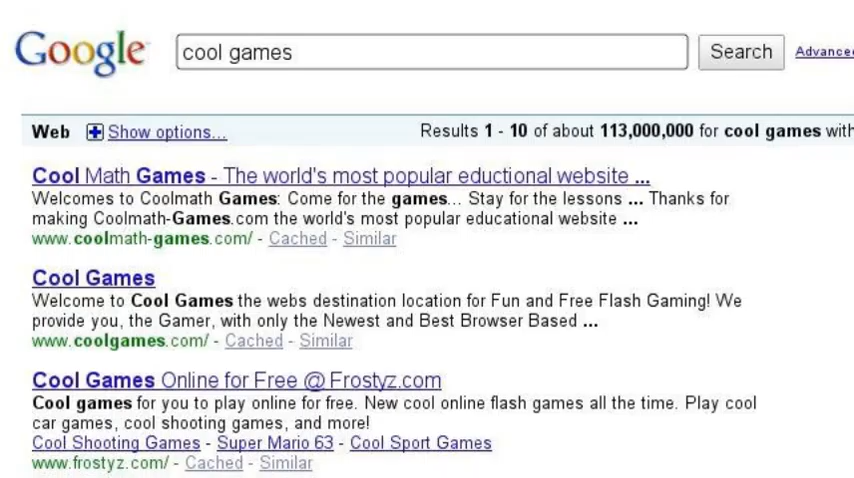 Google cool games Search Advanced
Web Show options... Results 1 - 10 of about 113,000,000 for cool games with
Cool Math Games - The world's most popular eductional website ...
Welcomes to Coolmath Games: Come for the games... Stay for the lessons ... Thanks for
making Coolmath-Games.com the world's most popular educational website ...
www.coolmath-games.com/ - Cached - Similar
Cool Games
Welcome to Cool Games the webs destination location for Fun and Free Flash Gaming! We
provide you, the Gamer, with only the Newest and Best Browser Based ...
www.coolgames.com/ - Cached - Similar
Cool Games Online for Free @ Frostyz.com
Cool games for you to play online for free. New cool online flash games all the time. Play cool
car games, cool shooting games, and more!
Cool Shooting Games - Super Mario 63 - Cool Sport Games
www.frostyz.com/ - Cached - Similar